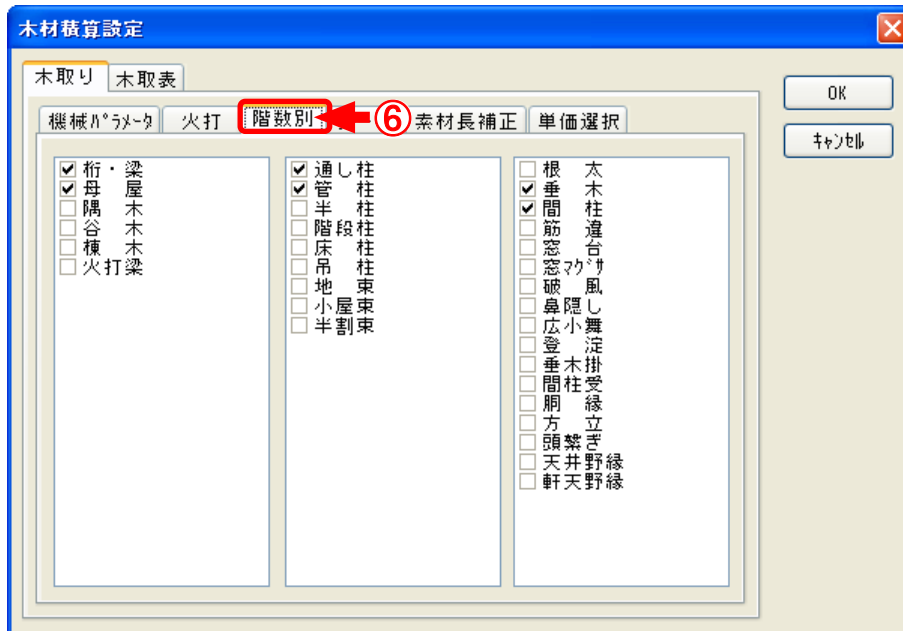 木材積算設定
木取り 木取表
OK
キャンセル
機械パラメータ 火打 階数別 ⑥ 素材長補正 単価選択
桁・梁
母　屋
隅　木
谷　木
棟　木
火打梁
通し柱
管　柱
半　柱
階段柱
床　柱
吊　柱
地　束
小屋束
半割束
根　太
垂　木
間　柱
筋　違
窓　台
窓マグサ
破　風
鼻隠し
広小舞
登　淀
垂木掛
間柱受
胴　縁
方　立
頭繋ぎ
天井野縁
軒天野縁